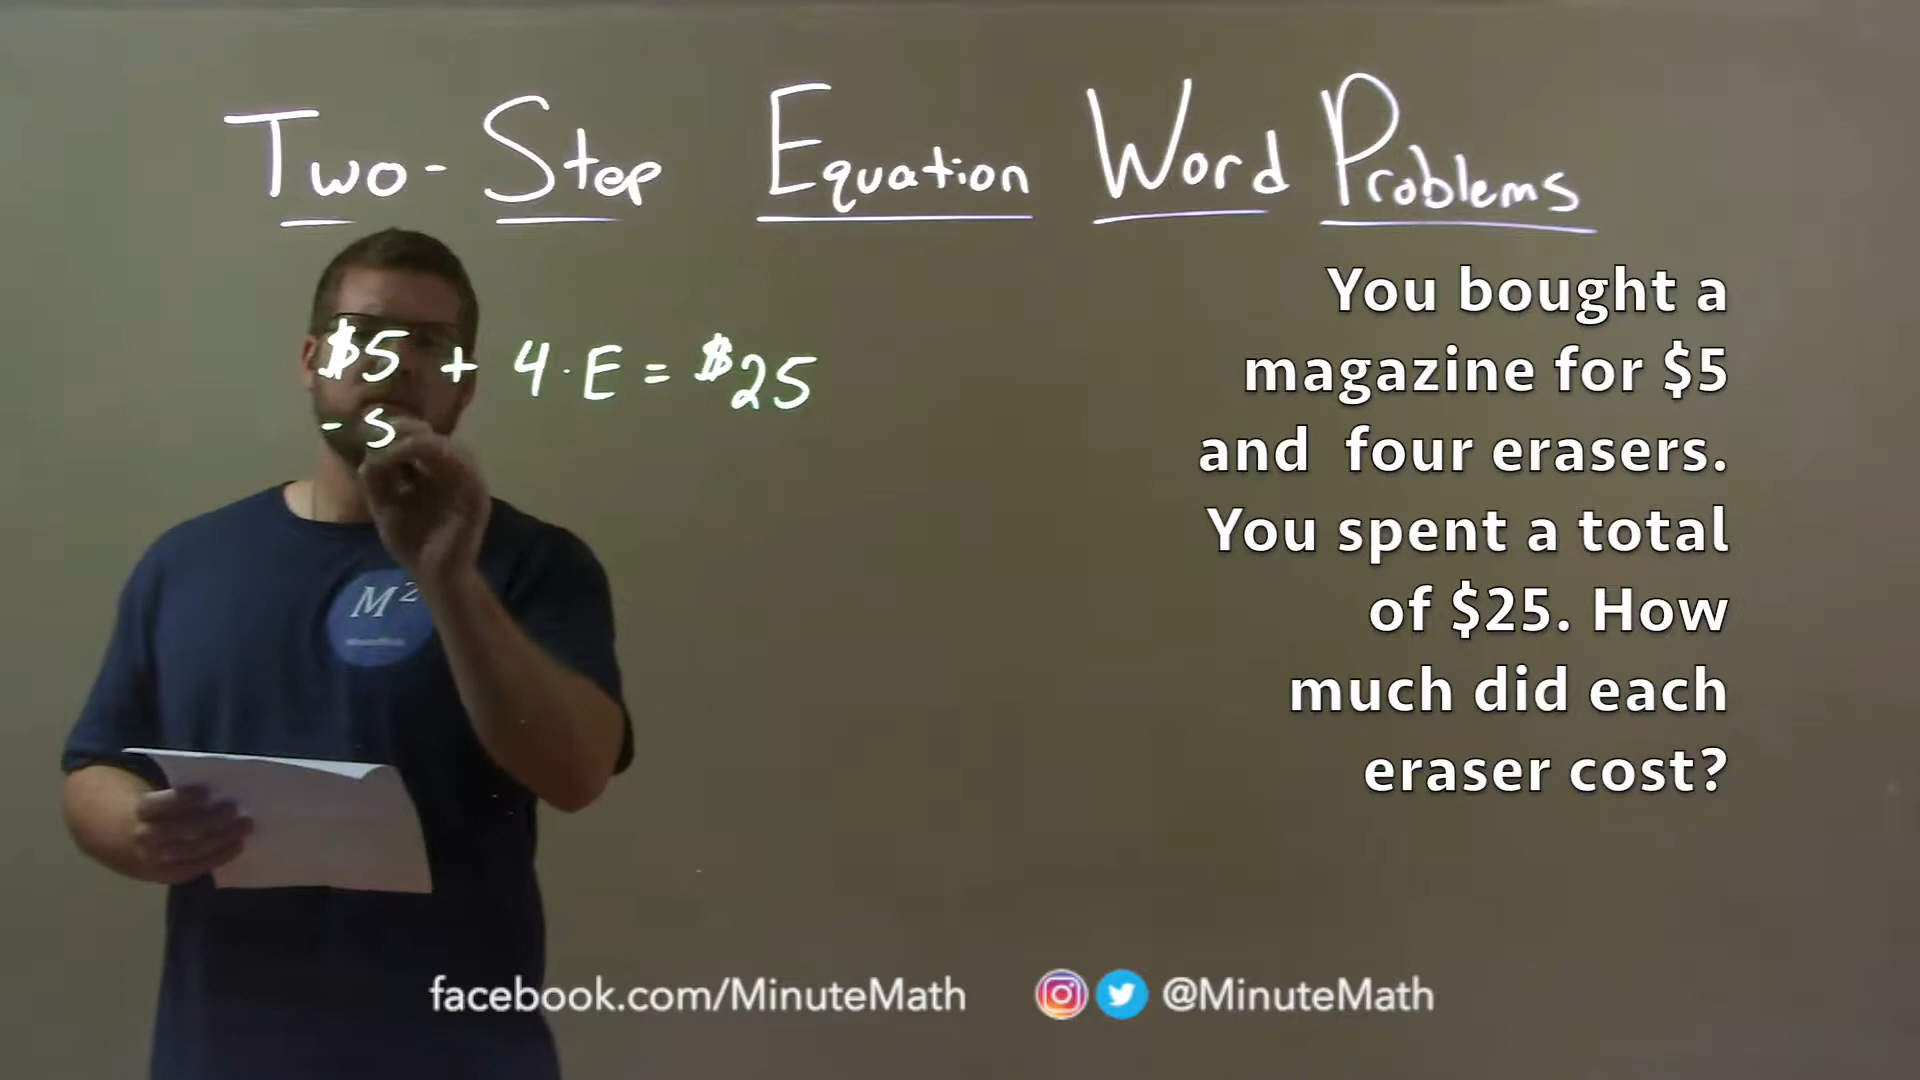 Two-Step Equation Word Problems
$5 + 4 · E = $25
- 5
You bought a
magazine for $5
and four erasers.
You spent a total
of $25. How
much did each
eraser cost?
M²
facebook.com/MinuteMath @MinuteMath